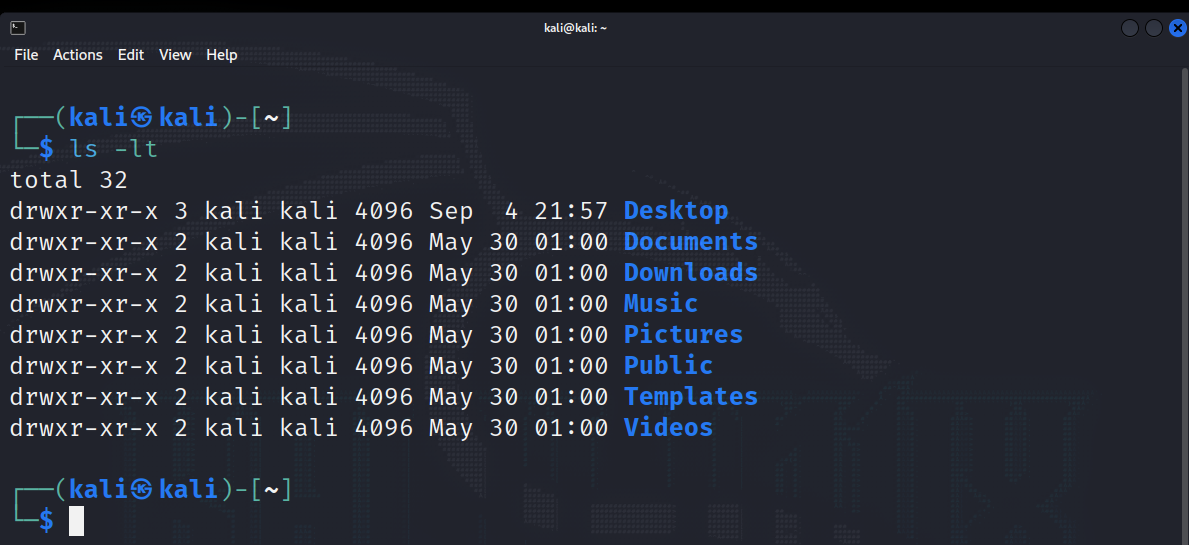 kali@kali: ~
File Actions Edit View Help
┌──(kali㉿kali)-[~]
└─$ ls -lt
total 32
drwxr-xr-x 3 kali kali 4096 Sep  4 21:57 Desktop
drwxr-xr-x 2 kali kali 4096 May 30 01:00 Documents
drwxr-xr-x 2 kali kali 4096 May 30 01:00 Downloads
drwxr-xr-x 2 kali kali 4096 May 30 01:00 Music
drwxr-xr-x 2 kali kali 4096 May 30 01:00 Pictures
drwxr-xr-x 2 kali kali 4096 May 30 01:00 Public
drwxr-xr-x 2 kali kali 4096 May 30 01:00 Templates
drwxr-xr-x 2 kali kali 4096 May 30 01:00 Videos
┌──(kali㉿kali)-[~]
└─$